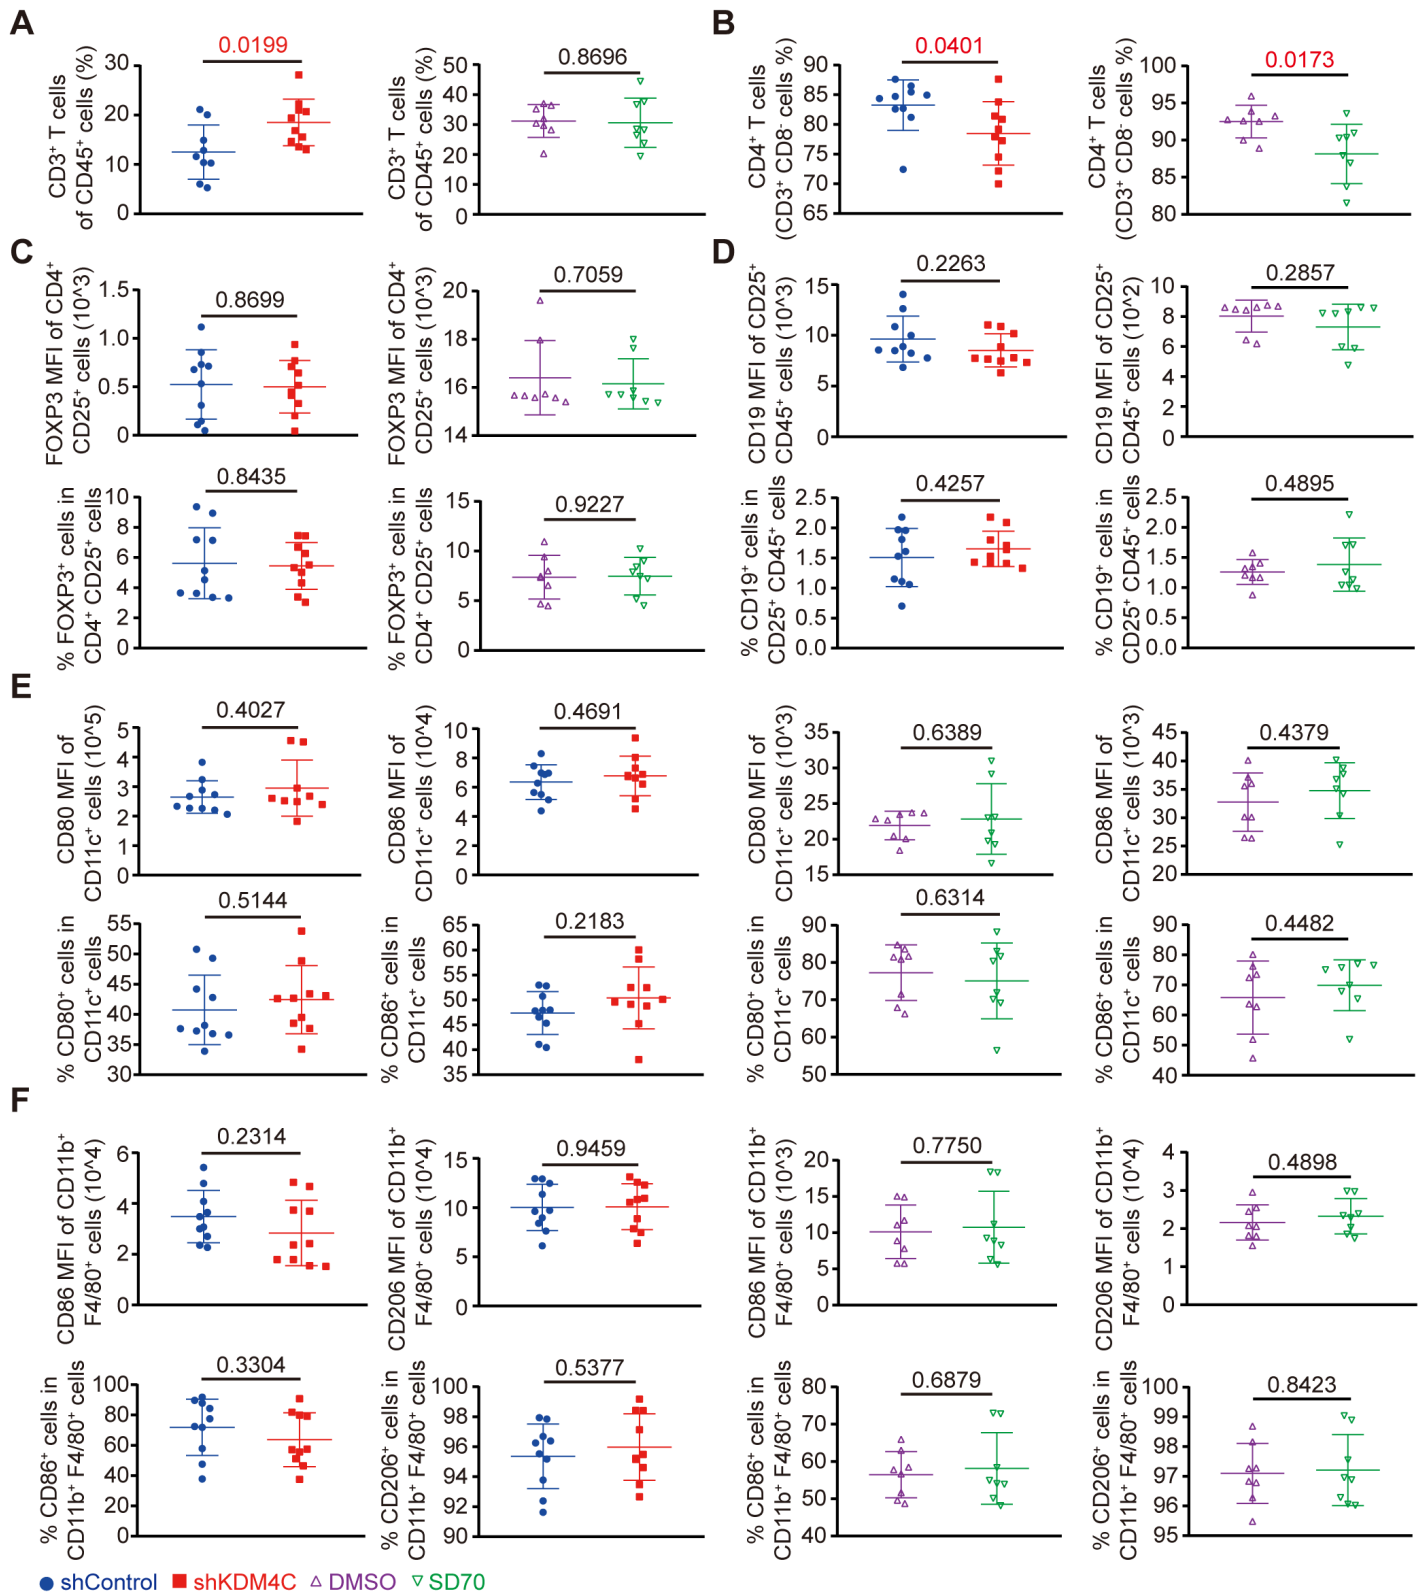 A
CD3⁺ T cells
of CD45⁺ cells (%)
30
20
10
0
0.0199
CD3⁺ T cells
of CD45⁺ cells (%)
50
40
30
20
10
0
0.8696
B
CD4⁺ T cells
(CD3⁺ CD8⁻ cells %)
90
85
80
75
70
65
0.0401
CD4⁺ T cells
(CD3⁺ CD8⁻ cells %)
100
95
90
85
80
0.0173
C
FOXP3 MFI of CD4⁺
CD25⁺ cells (10^3)
1.5
1.0
0.5
0
0.8699
FOXP3 MFI of CD4⁺
CD25⁺ cells (10^3)
20
18
16
14
0.7059
D
CD19 MFI of CD25⁺
CD45⁺ cells (10^3)
15
10
5
0
0.2263
CD19 MFI of CD25⁺
CD45⁺ cells (10^2)
10
8
6
4
2
0
0.2857
% FOXP3⁺ cells in
CD4⁺ CD25⁺ cells
10
8
6
4
2
0
0.8435
% FOXP3⁺ cells in
CD4⁺ CD25⁺ cells
15
10
5
0
0.9227
% CD19⁺ cells in
CD25⁺ CD45⁺ cells
2.5
2.0
1.5
1.0
0.5
0.0
0.4257
% CD19⁺ cells in
CD25⁺ CD45⁺ cells
2.5
2.0
1.5
1.0
0.5
0.0
0.4895
E
CD80 MFI of
CD11c⁺ cells (10^5)
5
4
3
2
1
0
0.4027
CD86 MFI of
CD11c⁺ cells (10^4)
10
8
6
4
2
0
0.4691
CD80 MFI of
CD11c⁺ cells (10^3)
35
30
25
20
15
0.6389
CD86 MFI of
CD11c⁺ cells (10^3)
45
40
35
30
25
20
0.4379
% CD80⁺ cells in
CD11c⁺ cells
55
50
45
40
35
30
0.5144
% CD86⁺ cells in
CD11c⁺ cells
65
60
55
50
45
40
35
0.2183
% CD80⁺ cells in
CD11c⁺ cells
90
80
70
60
50
0.6314
% CD86⁺ cells in
CD11c⁺ cells
90
80
70
60
50
40
0.4482
F
CD86 MFI of CD11b⁺
F4/80⁺ cells (10^4)
6
4
2
0
0.2314
CD206 MFI of CD11b⁺
F4/80⁺ cells (10^4)
15
10
5
0
0.9459
CD86 MFI of CD11b⁺
F4/80⁺ cells (10^3)
20
15
10
5
0
0.7750
CD206 MFI of CD11b⁺
F4/80⁺ cells (10^4)
4
3
2
1
0
0.4898
% CD86⁺ cells in
CD11b⁺ F4/80⁺ cells
100
80
60
40
20
0
0.3304
% CD206⁺ cells in
CD11b⁺ F4/80⁺ cells
100
98
96
94
92
90
0.5377
% CD86⁺ cells in
CD11b⁺ F4/80⁺ cells
80
70
60
50
40
0.6879
% CD206⁺ cells in
CD11b⁺ F4/80⁺ cells
100
99
98
97
96
95
0.8423
shControl shKDM4C DMSO SD70